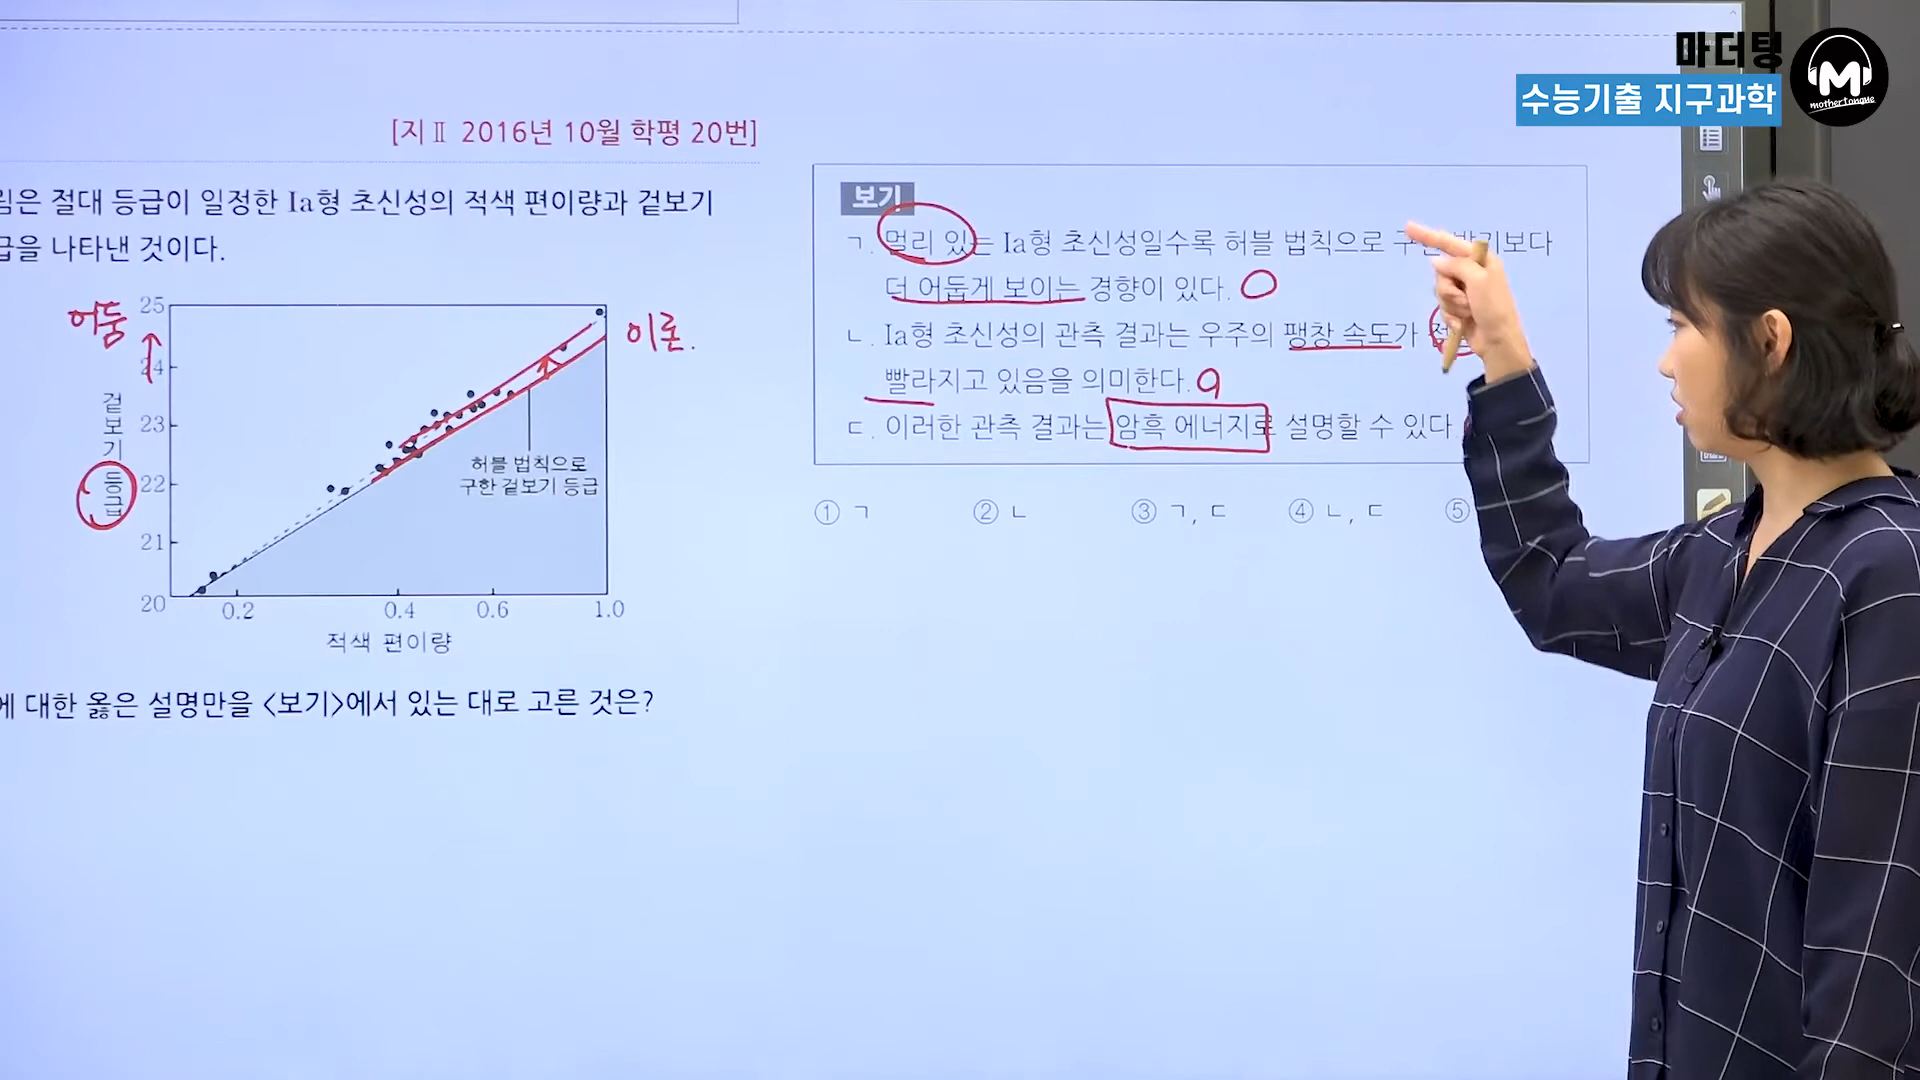 마더텅
수능기출 지구과학
M
mothertongue
[지Ⅱ 2016년 10월 학평 20번]
림은 절대 등급이 일정한 Ia형 초신성의 적색 편이량과 겉보기
급을 나타낸 것이다.
어둠
25
24
23
22
21
20
겉보기 등급
0.2
0.4
0.6
1.0
적색 편이량
허블 법칙으로
구한 겉보기 등급
이론.
에 대한 옳은 설명만을 <보기>에서 있는 대로 고른 것은?
보기
ㄱ. 멀리 있는 Ia형 초신성일수록 허블 법칙으로 구한 밝기보다
더 어둡게 보이는 경향이 있다.
ㄴ. Ia형 초신성의 관측 결과는 우주의 팽창 속도가 점
빨라지고 있음을 의미한다.
ㄷ. 이러한 관측 결과는 암흑 에너지로 설명할 수 있다
① ㄱ ② ㄴ ③ ㄱ, ㄷ ④ ㄴ, ㄷ ⑤